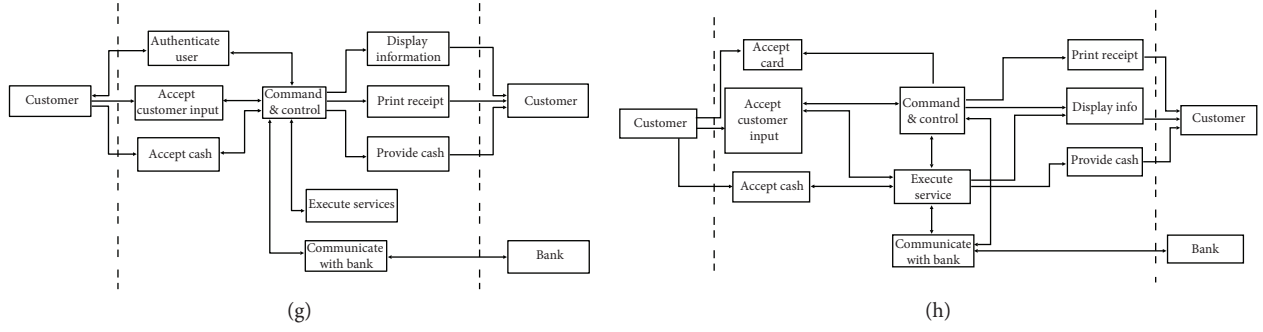 Customer
Authenticate
user
Accept
customer input
Accept cash
Command
& control
Display
information
Print receipt
Provide cash
Execute services
Communicate
with bank
Customer
Bank
(g)
Customer
Accept
card
Accept
customer
input
Accept cash
Command
& control
Execute
service
Communicate
with bank
Print receipt
Display info
Provide cash
Customer
Bank
(h)